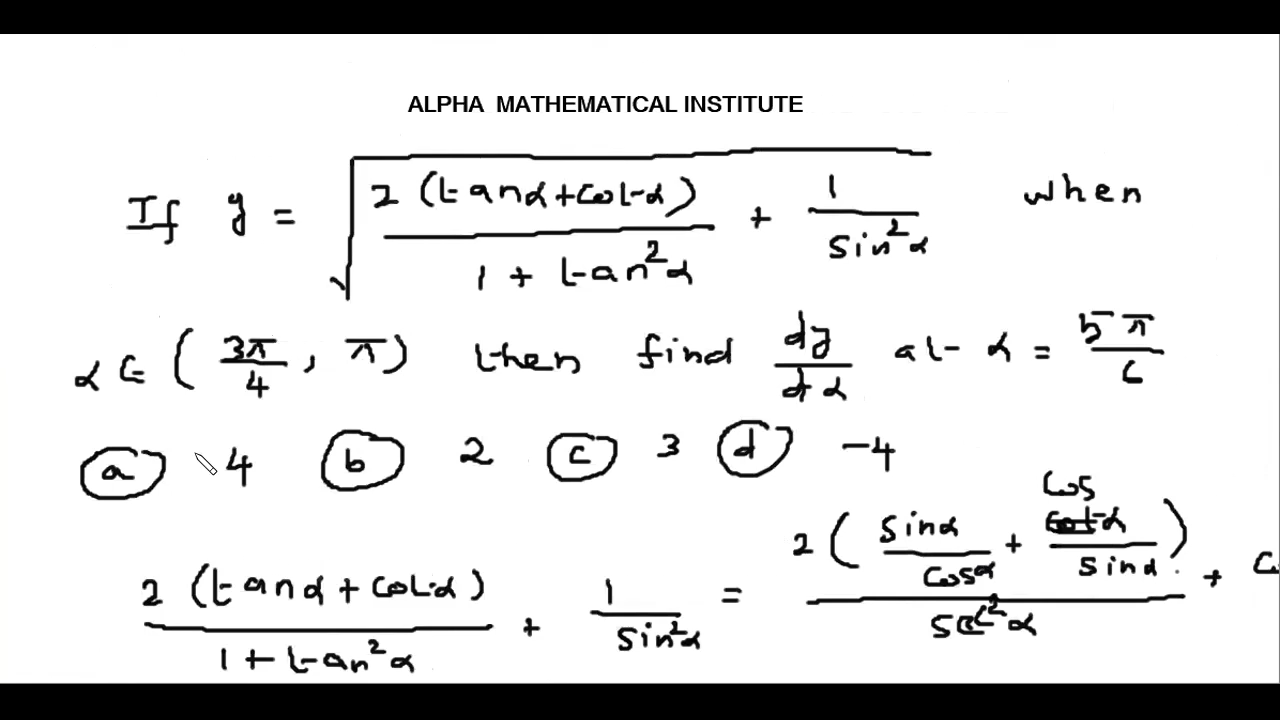 ALPHA MATHEMATICAL INSTITUTE
If y = √( 2 (tanα + cotα) / (1 + tan²α) + 1 / sin²α ) when
α ∈ ( 3π/4 , π ) then find dy/dα at α = 5π/6
(a) 4 (b) 2 (c) 3 (d) -4
2 (tanα + cotα) / (1 + tan²α) + 1 / sin²α = 2 ( sinα/cosα + cosα/sinα ) / sec²α +